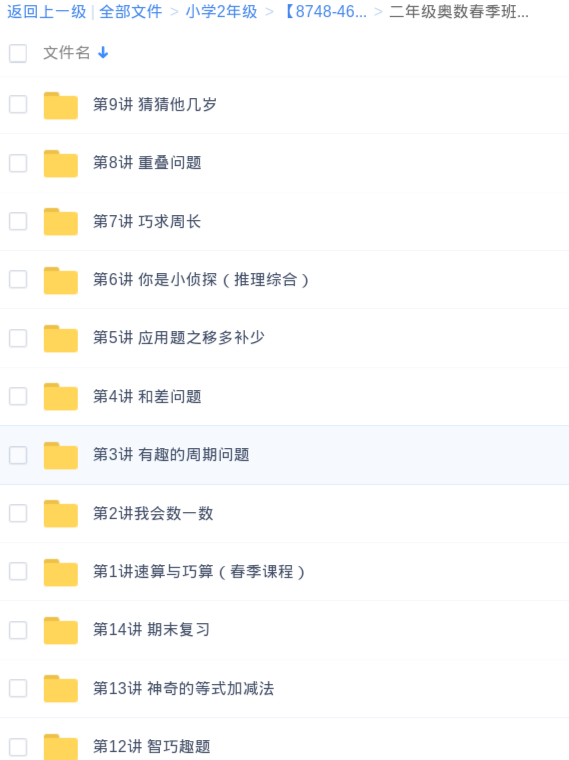 返回上一级 | 全部文件 > 小学2年级 > 【8748-46... > 二年级奥数春季班...
文件名
第9讲 猜猜他几岁
第8讲 重叠问题
第7讲 巧求周长
第6讲 你是小侦探（推理综合）
第5讲 应用题之移多补少
第4讲 和差问题
第3讲 有趣的周期问题
第2讲我会数一数
第1讲速算与巧算（春季课程）
第14讲 期末复习
第13讲 神奇的等式加减法
第12讲 智巧趣题